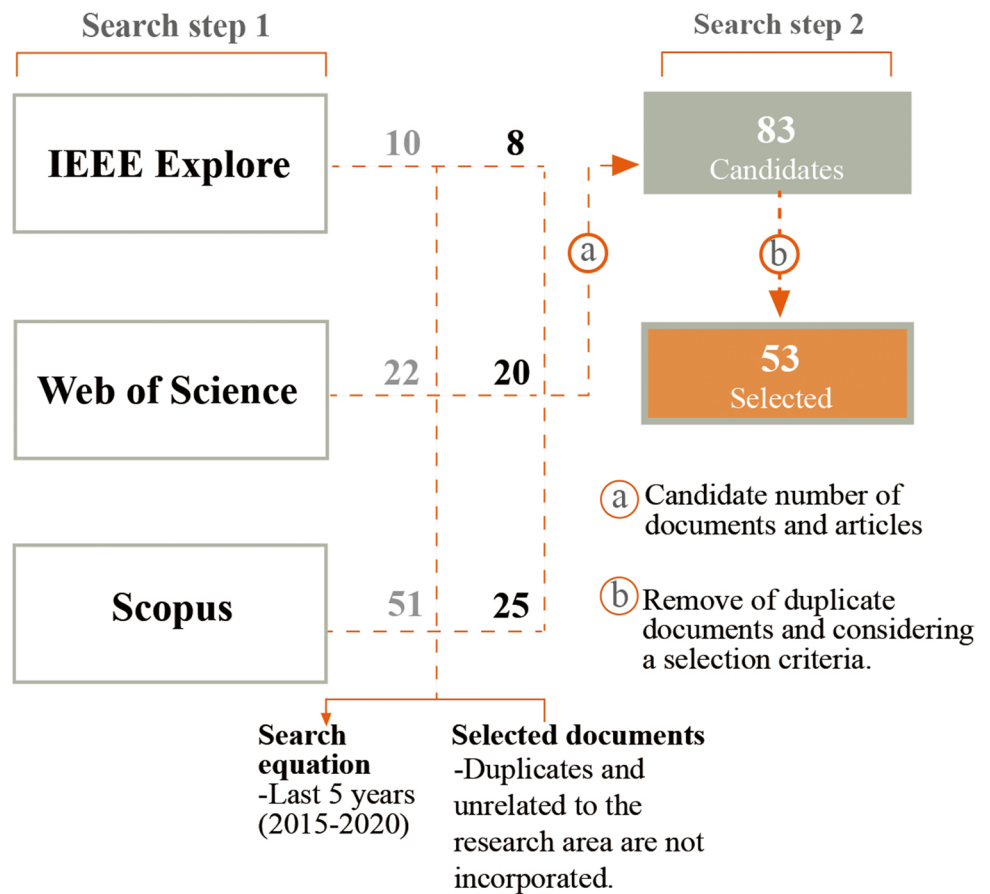 Search step 1
Search step 2
IEEE Explore
10
8
83
Candidates
a
b
Web of Science
22
20
53
Selected
a Candidate number of
documents and articles
Scopus
51
25
b Remove of duplicate
documents and considering
a selection criteria.
Search
equation
-Last 5 years
(2015-2020)
Selected documents
-Duplicates and
unrelated to the
research area are not
incorporated.